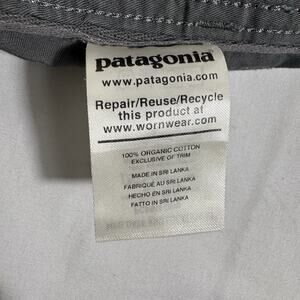 patagonia
www.patagonia.com
Repair/Reuse/Recycle
this product at
www.wornwear.com
100% ORGANIC COTTON
EXCLUSIVE OF TRIM
MADE IN SRI LANKA
FABRIQUÉ AU SRI LANKA
HECHO EN SRI LANKA
FATTO IN SRI LANKA